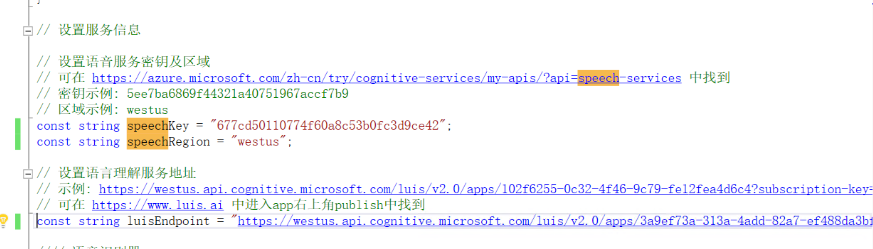 // 设置服务信息
// 设置语音服务密钥及区域
// 可在 https://azure.microsoft.com/zh-cn/try/cognitive-services/my-apis/?api=speech-services 中找到
// 密钥示例: 5ee7ba6869f44321a40751967accf7b9
// 区域示例: westus
const string speechKey = "677cd50110774f60a8c53b0fc3d9ce42";
const string speechRegion = "westus";
// 设置语言理解服务地址
// 示例: https://westus.api.cognitive.microsoft.com/luis/v2.0/apps/102f6255-0c32-4f46-9c79-fe12fea4d6c4?subscription-key=
// 可在 https://www.luis.ai 中进入app右上角publish中找到
const string luisEndpoint = "https://westus.api.cognitive.microsoft.com/luis/v2.0/apps/3a9ef73a-313a-4add-82a7-ef488da3bf